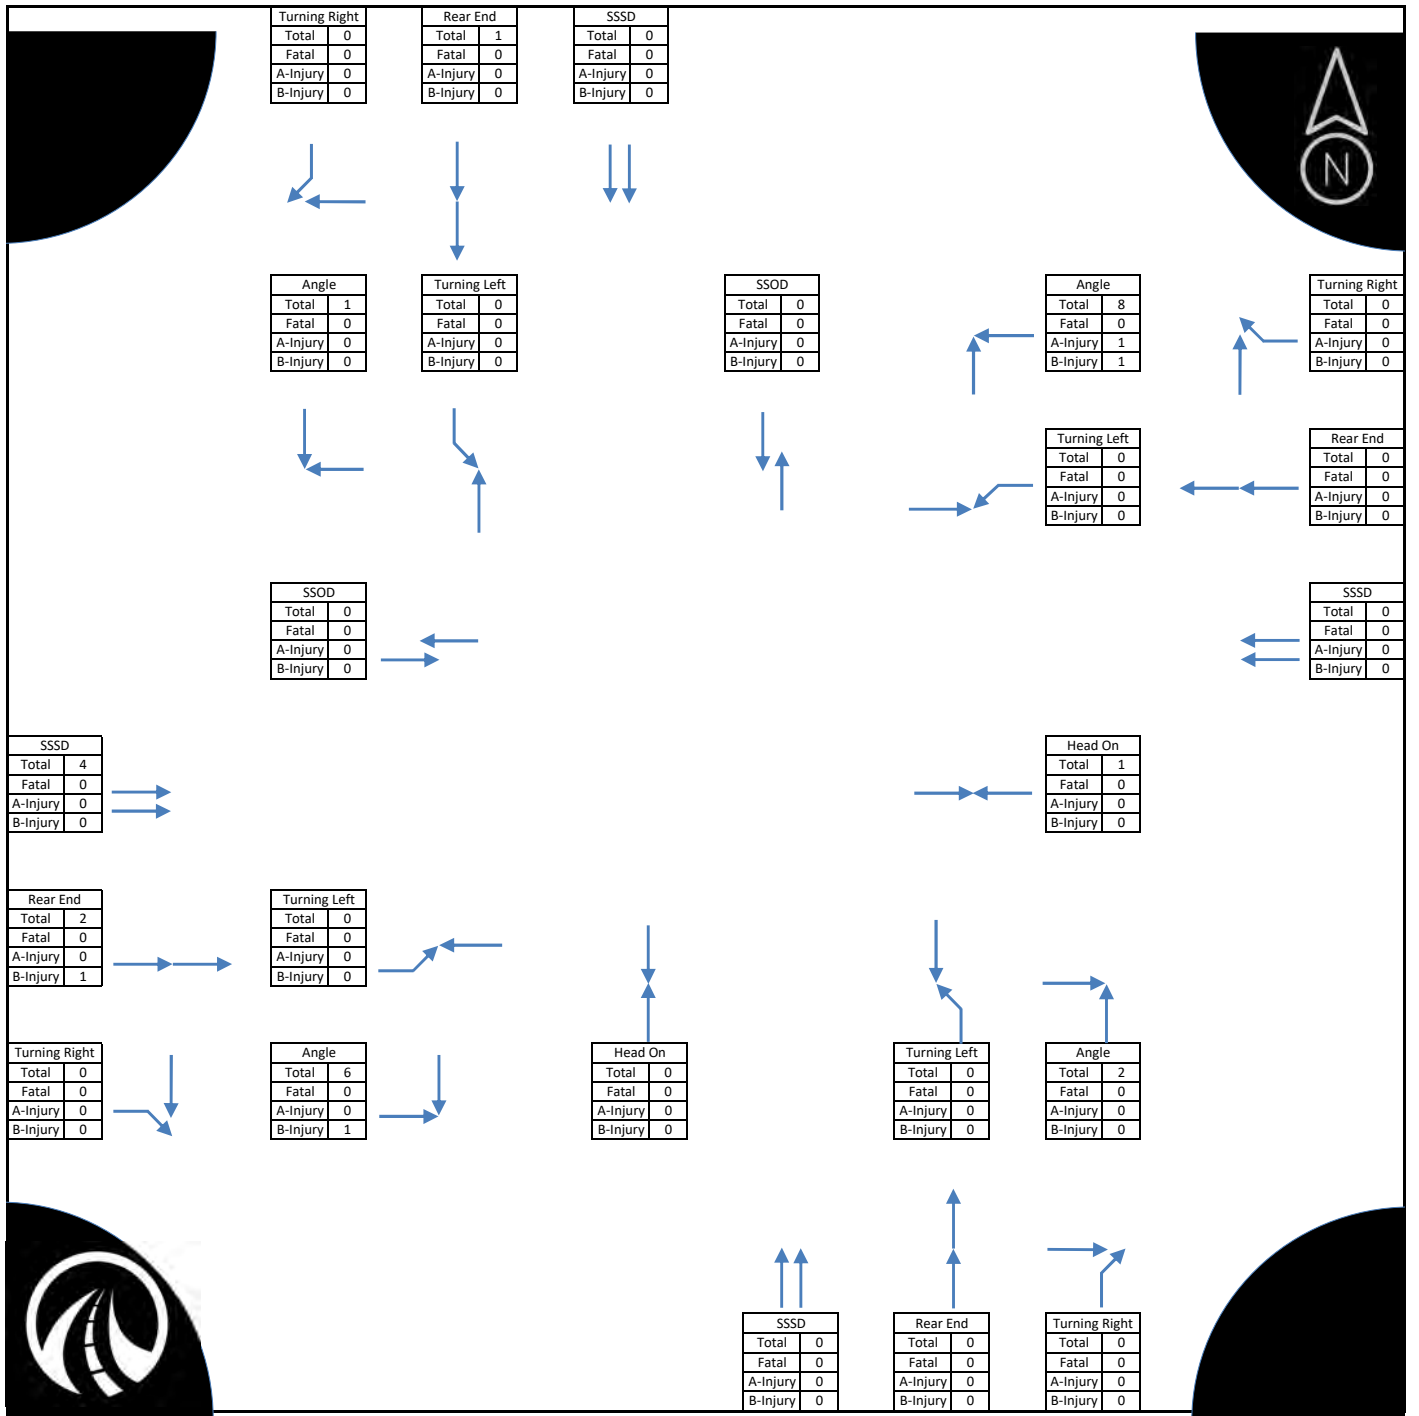 Turning Right
Total 0
Fatal 0
A-Injury 0
B-Injury 0
Rear End
Total 1
Fatal 0
A-Injury 0
B-Injury 0
SSSD
Total 0
Fatal 0
A-Injury 0
B-Injury 0
N
Angle
Total 1
Fatal 0
A-Injury 0
B-Injury 0
Turning Left
Total 0
Fatal 0
A-Injury 0
B-Injury 0
SSOD
Total 0
Fatal 0
A-Injury 0
B-Injury 0
Angle
Total 8
Fatal 0
A-Injury 1
B-Injury 1
Turning Right
Total 0
Fatal 0
A-Injury 0
B-Injury 0
Turning Left
Total 0
Fatal 0
A-Injury 0
B-Injury 0
Rear End
Total 0
Fatal 0
A-Injury 0
B-Injury 0
SSOD
Total 0
Fatal 0
A-Injury 0
B-Injury 0
SSSD
Total 0
Fatal 0
A-Injury 0
B-Injury 0
SSSD
Total 4
Fatal 0
A-Injury 0
B-Injury 0
Head On
Total 1
Fatal 0
A-Injury 0
B-Injury 0
Rear End
Total 2
Fatal 0
A-Injury 0
B-Injury 1
Turning Left
Total 0
Fatal 0
A-Injury 0
B-Injury 0
Turning Right
Total 0
Fatal 0
A-Injury 0
B-Injury 0
Angle
Total 6
Fatal 0
A-Injury 0
B-Injury 1
Head On
Total 0
Fatal 0
A-Injury 0
B-Injury 0
Turning Left
Total 0
Fatal 0
A-Injury 0
B-Injury 0
Angle
Total 2
Fatal 0
A-Injury 0
B-Injury 0
SSSD
Total 0
Fatal 0
A-Injury 0
B-Injury 0
Rear End
Total 0
Fatal 0
A-Injury 0
B-Injury 0
Turning Right
Total 0
Fatal 0
A-Injury 0
B-Injury 0